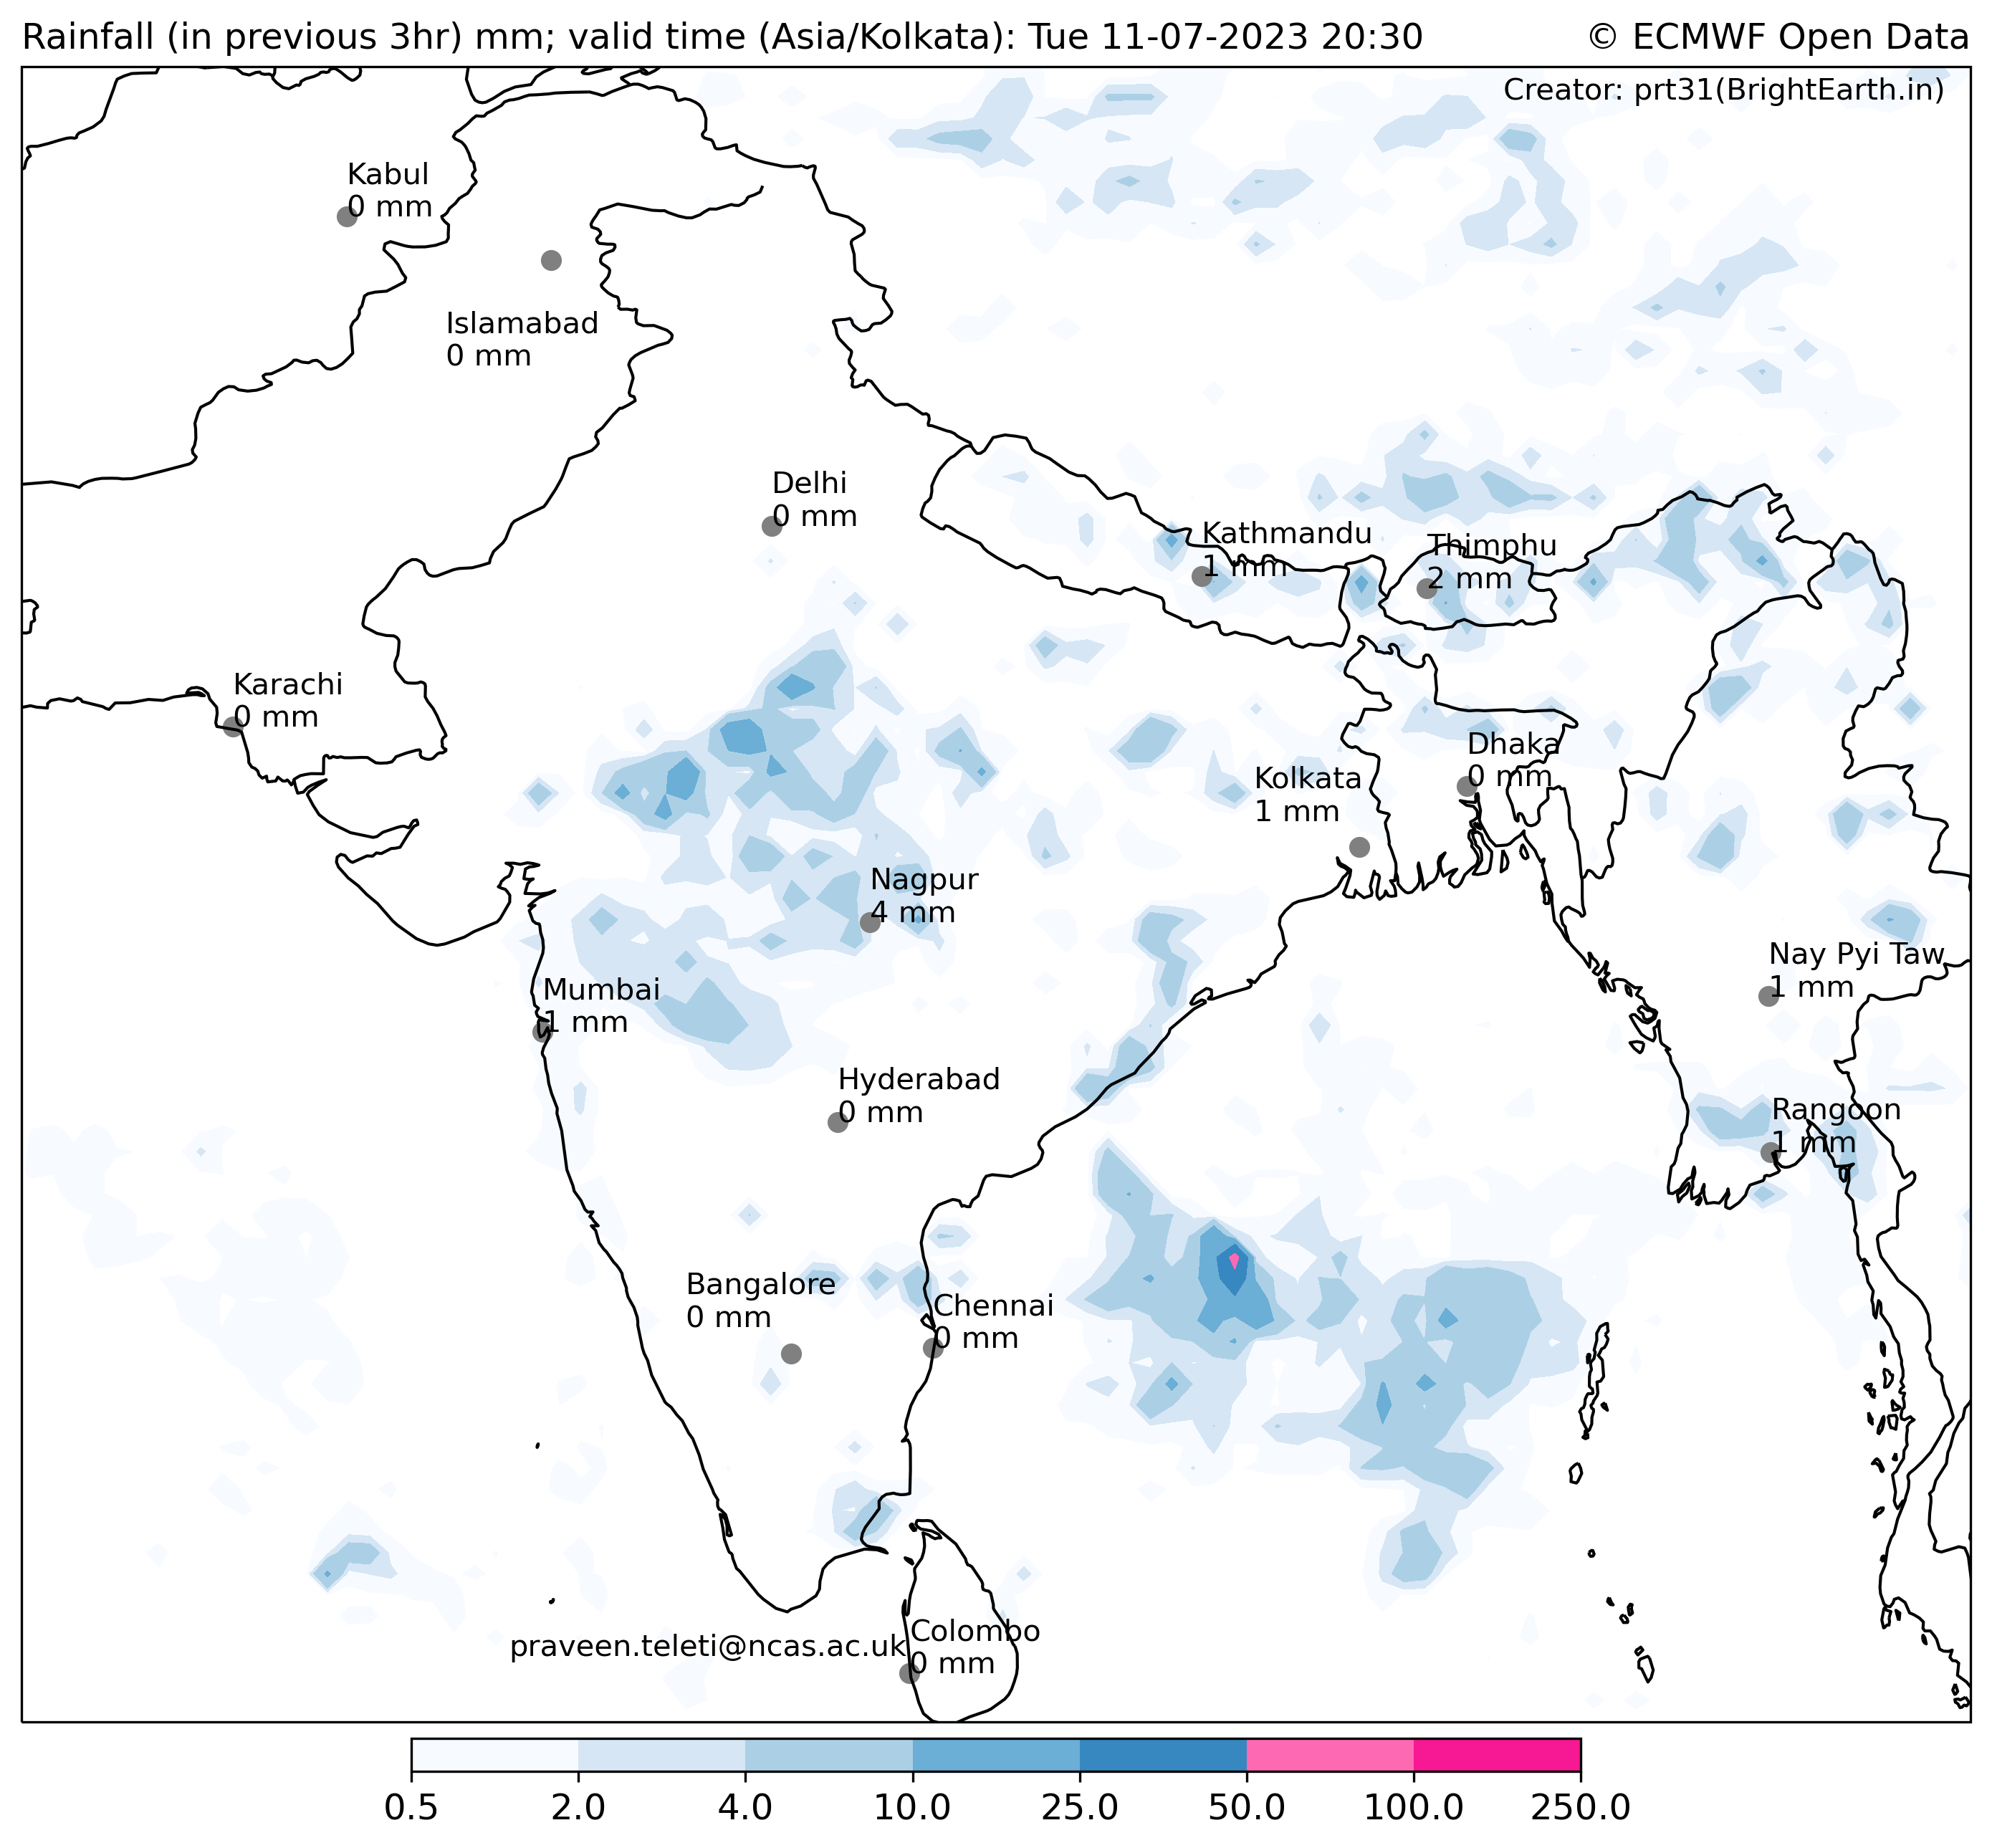 Rainfall (in previous 3hr) mm; valid time (Asia/Kolkata): Tue 11-07-2023 20:30
© ECMWF Open Data
Creator: prt31(BrightEarth.in)
Kabul
0 mm
Islamabad
0 mm
Delhi
0 mm
Kathmandu
1 mm
Thimphu
2 mm
Karachi
0 mm
Dhaka
0 mm
Kolkata
1 mm
Nagpur
4 mm
Nay Pyi Taw
1 mm
Mumbai
1 mm
Hyderabad
0 mm
Rangoon
1 mm
Bangalore
0 mm
Chennai
0 mm
Colombo
0 mm
praveen.teleti@ncas.ac.uk
0.5 2.0 4.0 10.0 25.0 50.0 100.0 250.0